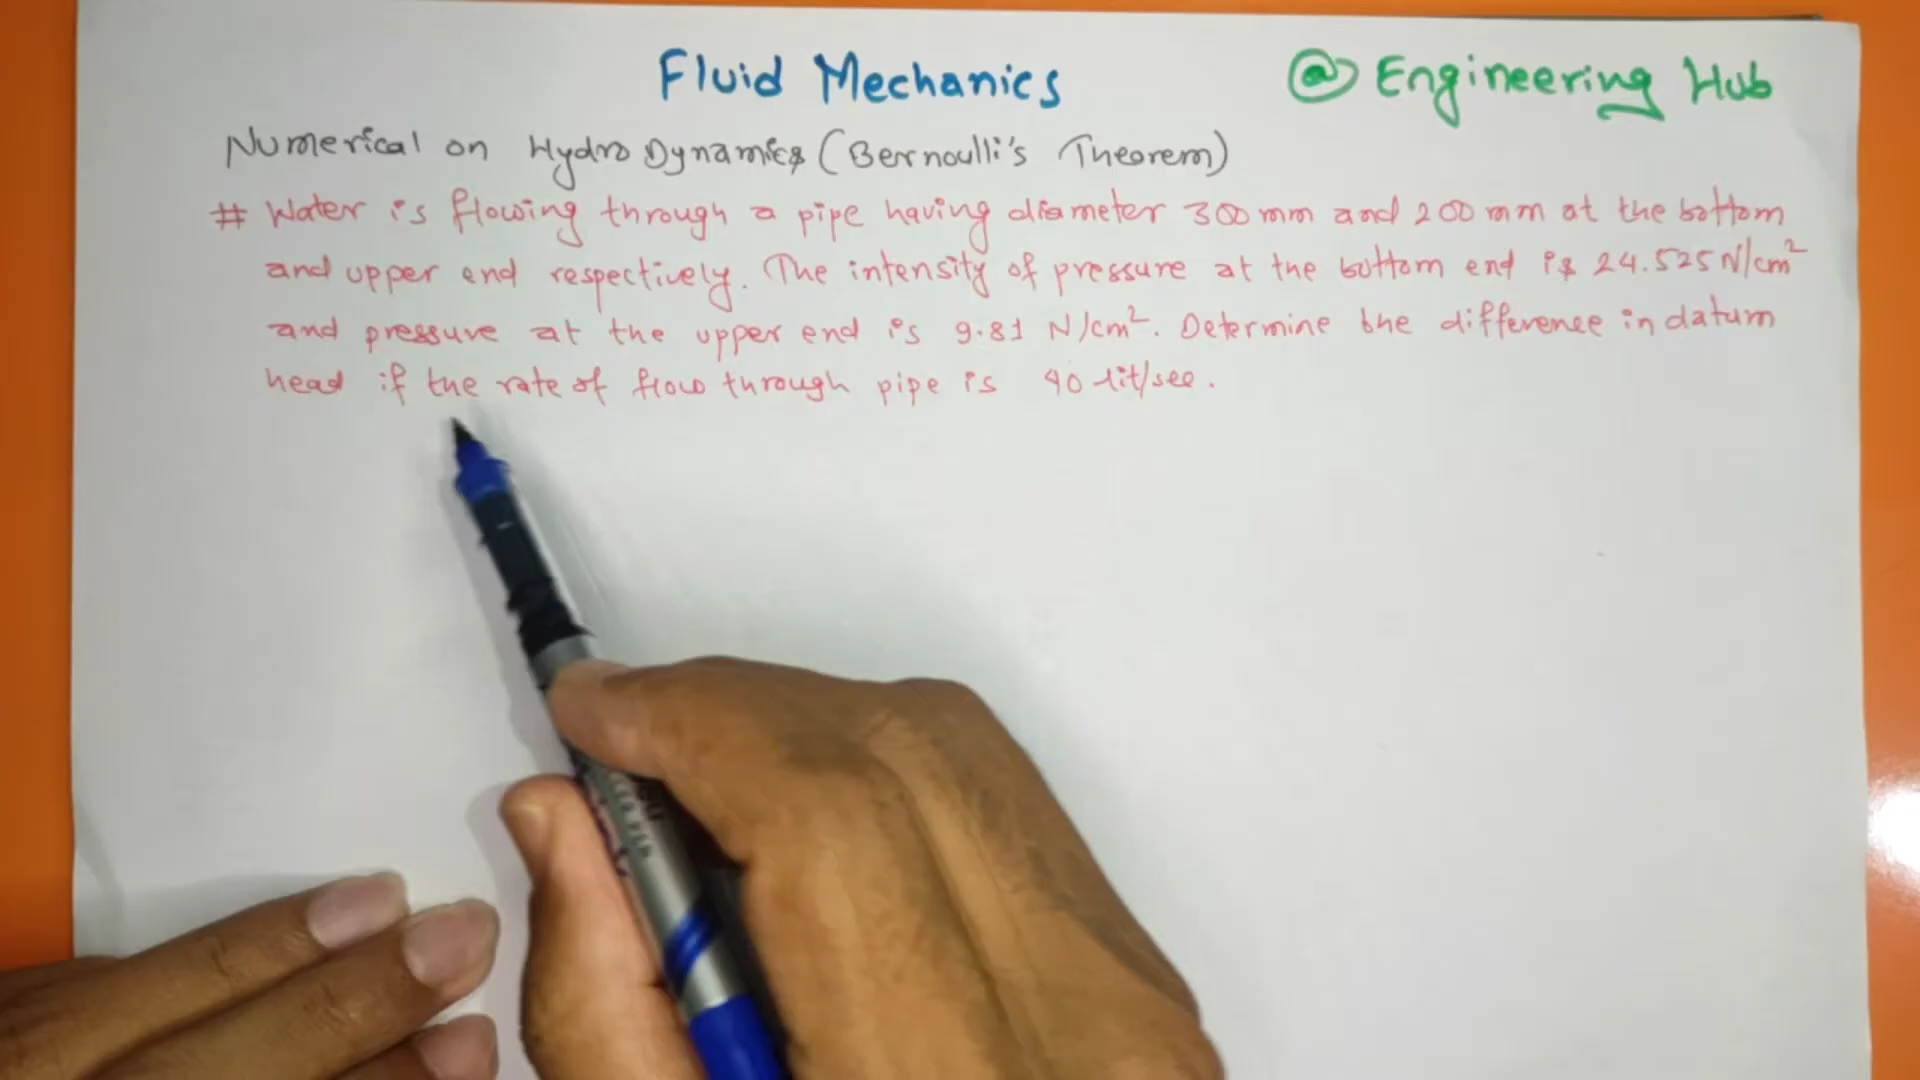 Fluid Mechanics
@ Engineering Hub
Numerical on Hydro Dynamics (Bernoulli's Theorem)
# Water is flowing through a pipe having diameter 300 mm and 200 mm at the bottom
and upper end respectively. The intensity of pressure at the bottom end is 24.525 N/cm²
and pressure at the upper end is 9.81 N/cm². Determine the difference in datum
head if the rate of flow through pipe is 40 lit/sec.